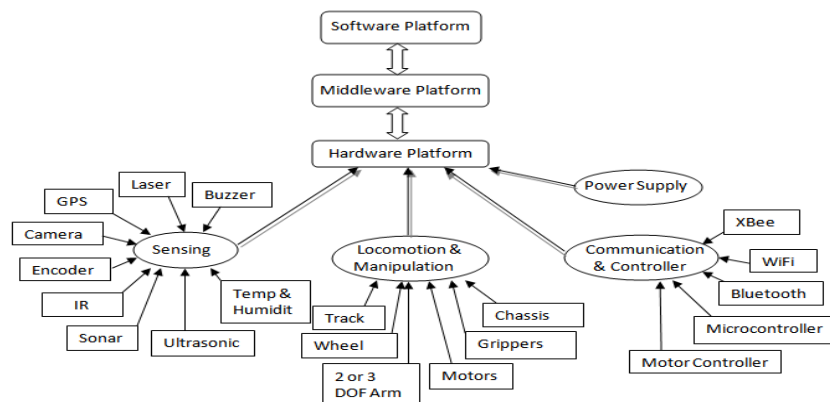 Software Platform
Middleware Platform
Hardware Platform
Power Supply
Laser
Buzzer
GPS
Camera
Encoder
IR
Sonar
Ultrasonic
Temp &
Humidit
Sensing
Locomotion &
Manipulation
Track
Wheel
2 or 3
DOF Arm
Motors
Grippers
Chassis
Communication
& Controller
XBee
WiFi
Bluetooth
Microcontroller
Motor Controller